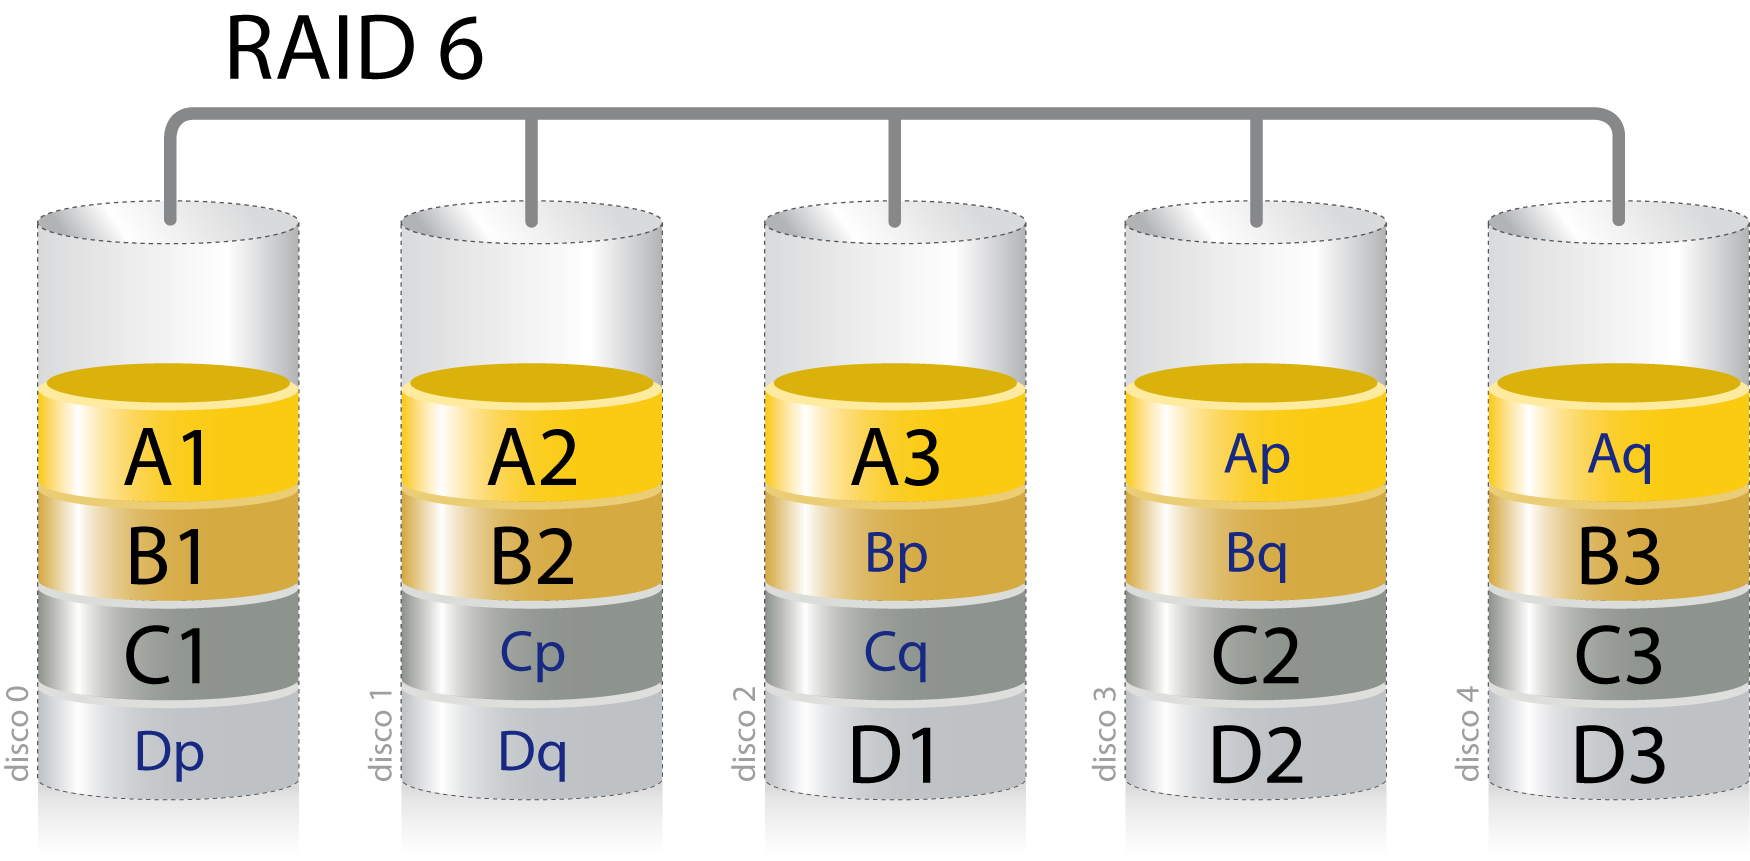 RAID 6
A1 A2 A3 Ap Aq
B1 B2 Bp Bq B3
C1 Cp Cq C2 C3
Dp Dq D1 D2 D3
disco 0 disco 1 disco 2 disco 3 disco 4